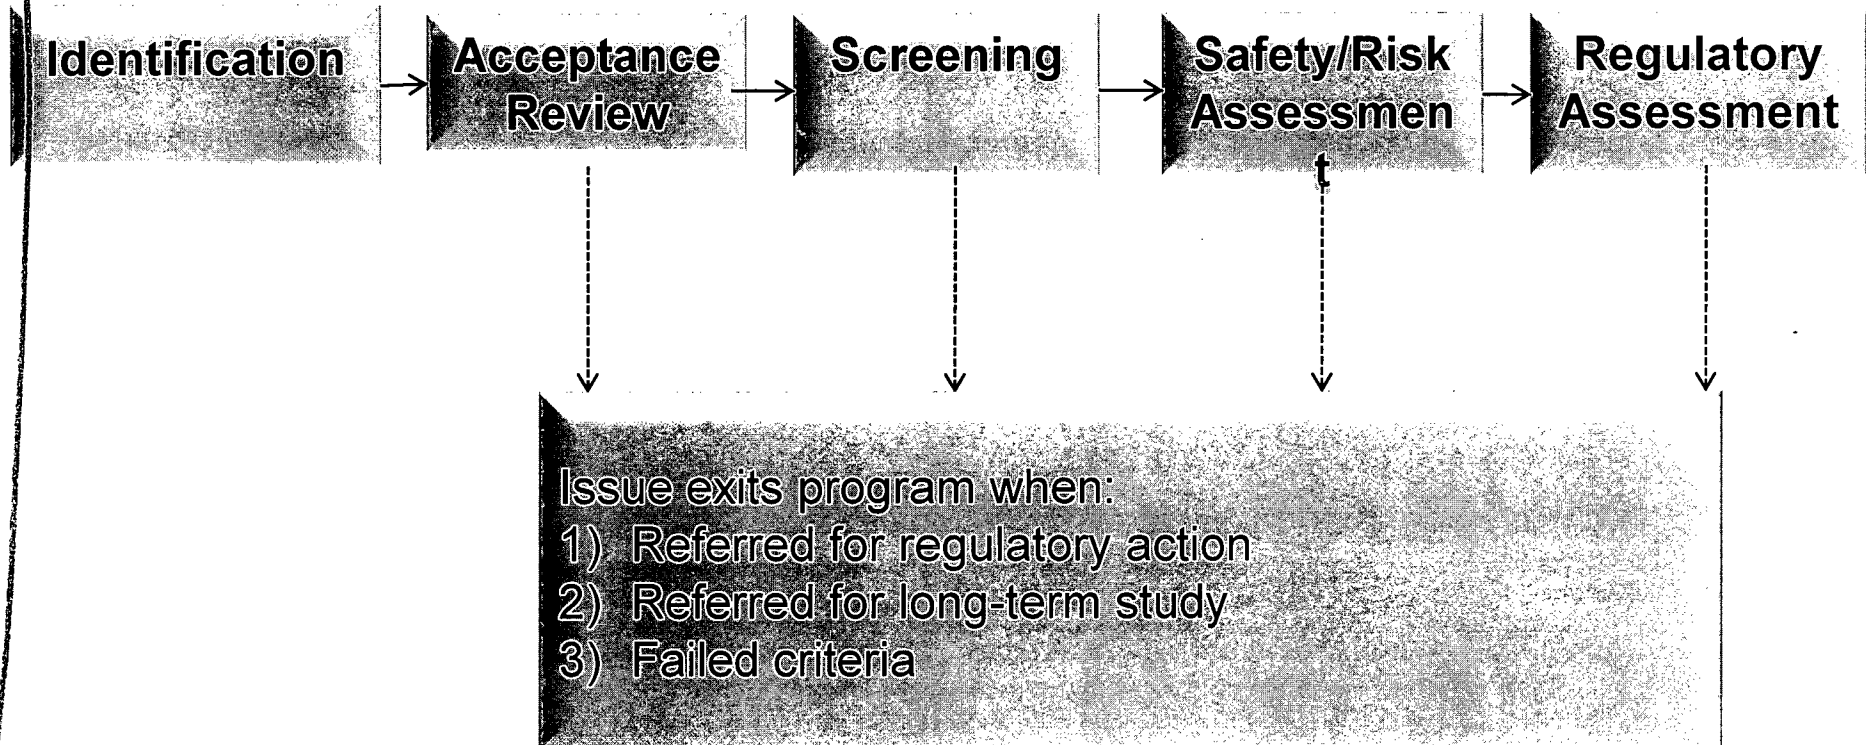 Identification
Acceptance
Review
Screening
Safety/Risk
Assessmen
t
Regulatory
Assessment
Issue exits program when:
1) Referred for regulatory action
2) Referred for long-term study
3) Failed criteria